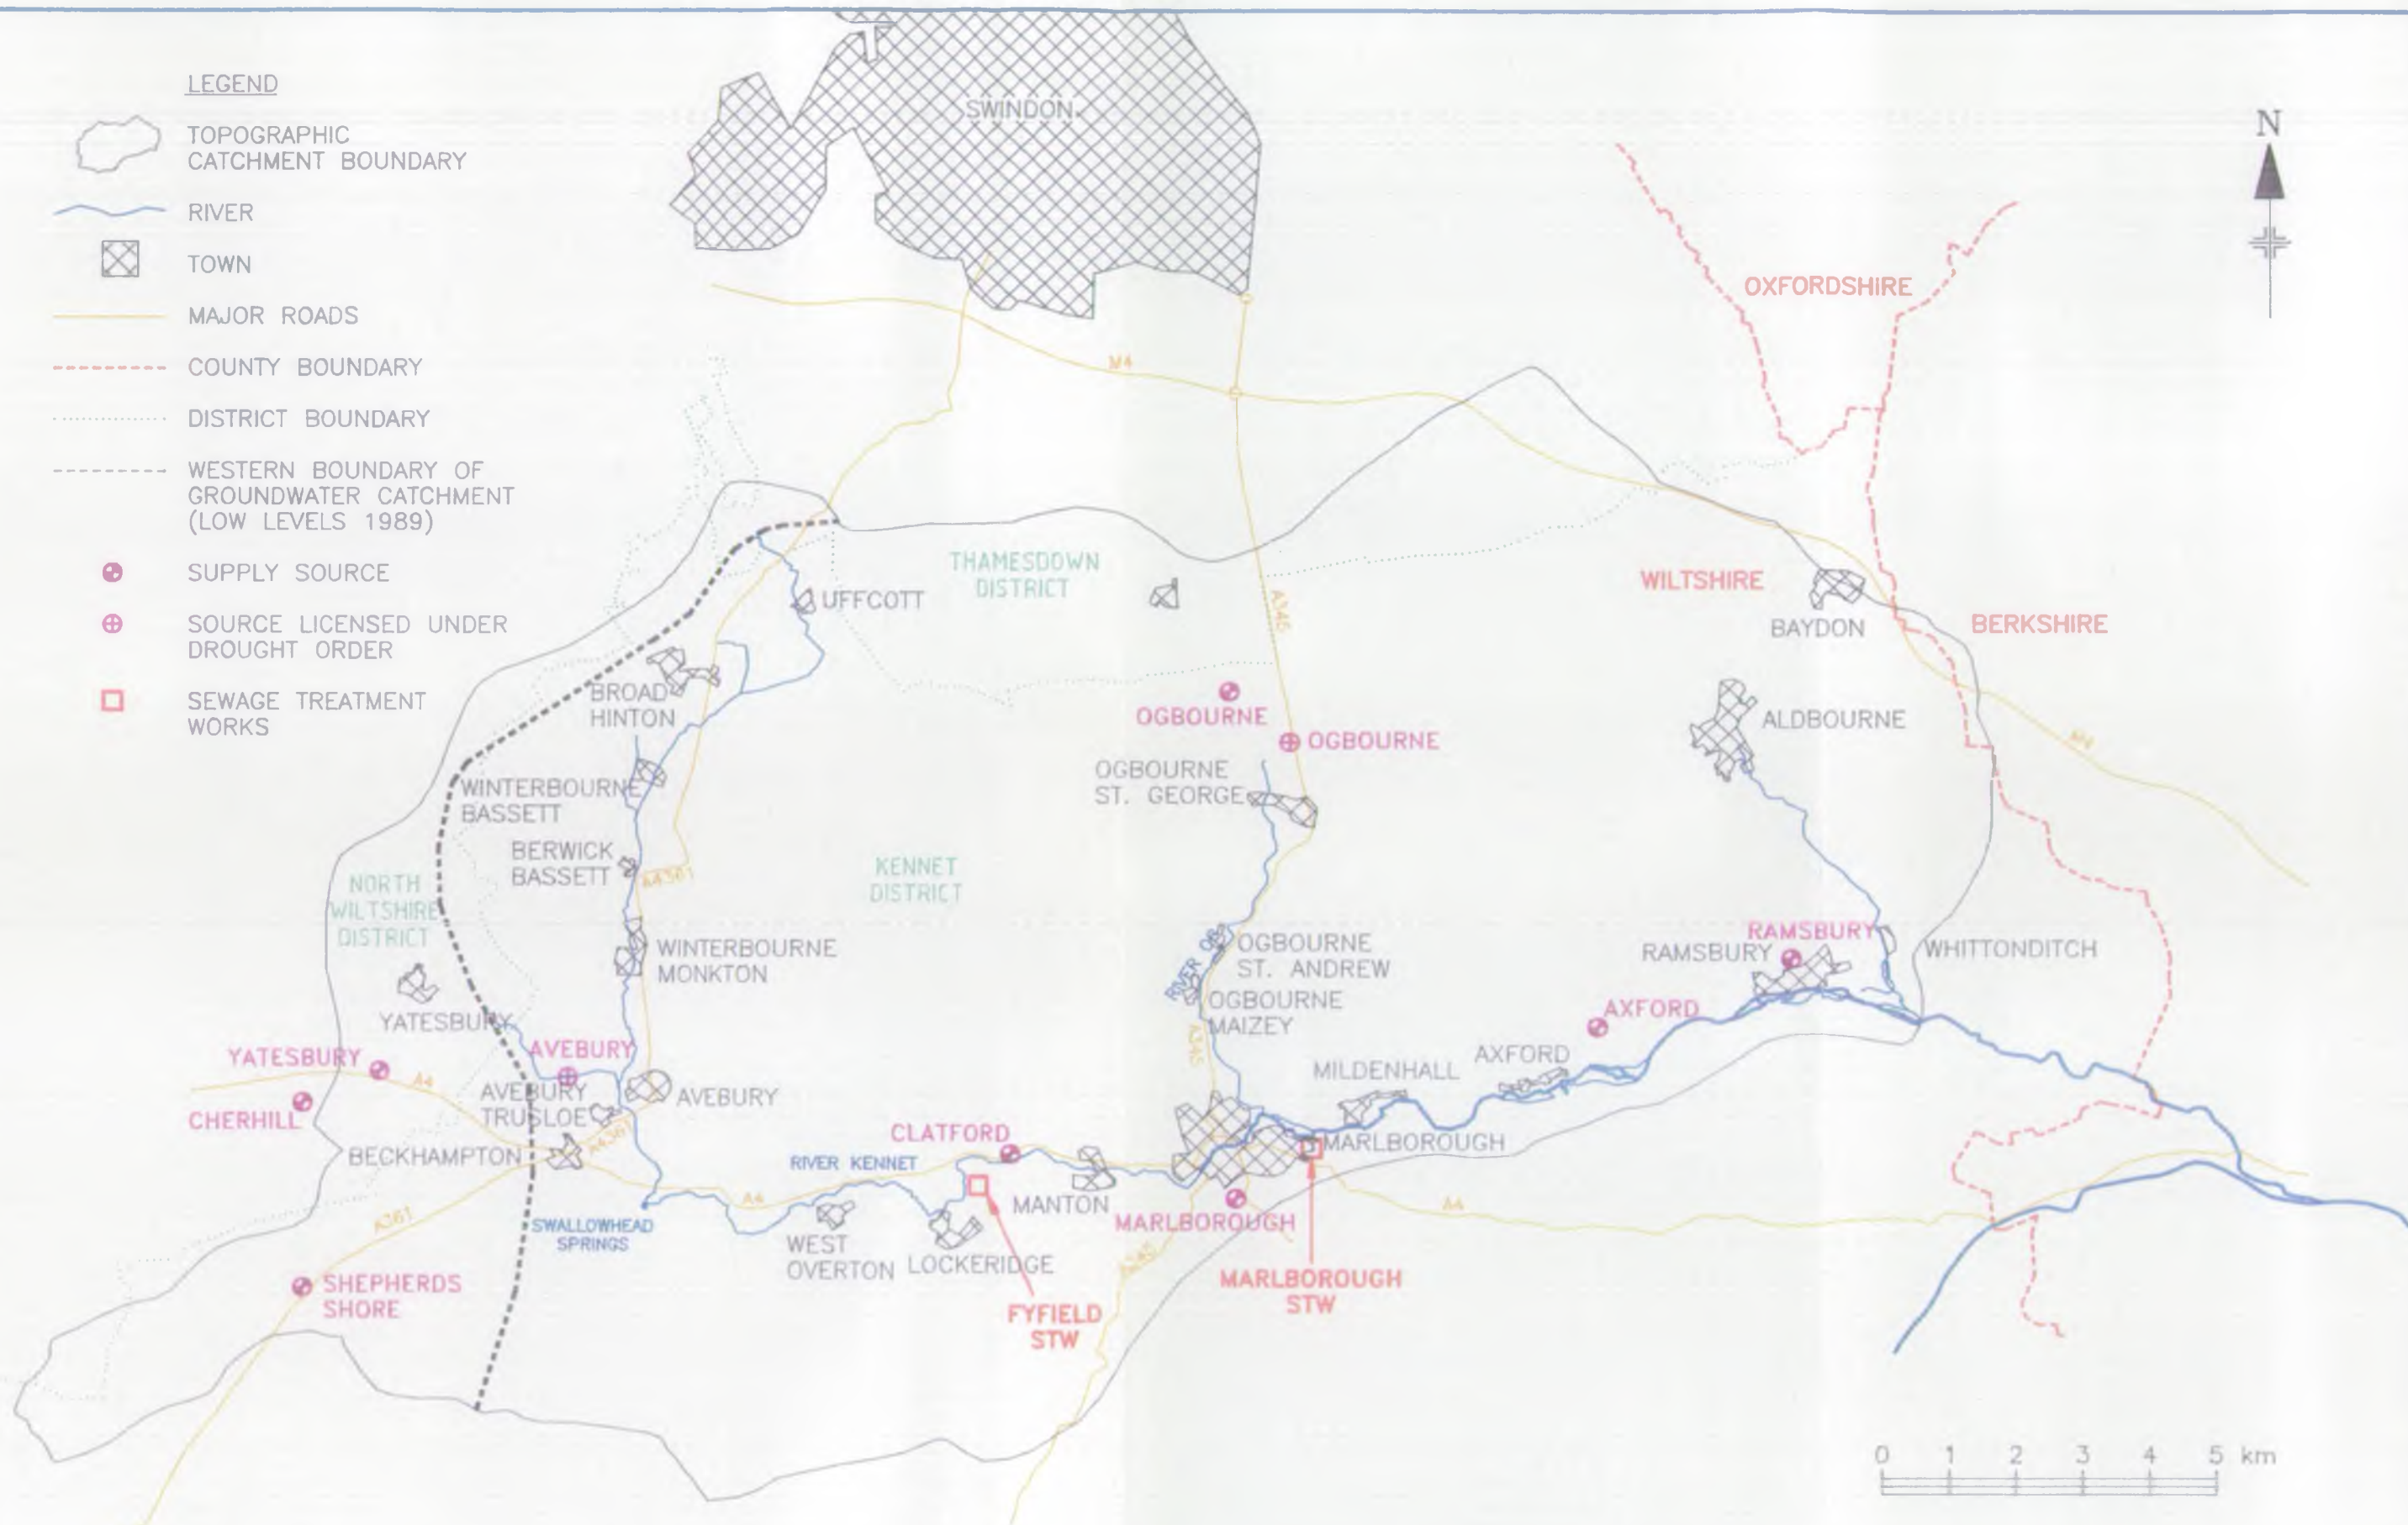 LEGEND
TOPOGRAPHIC
CATCHMENT BOUNDARY
RIVER
TOWN
MAJOR ROADS
COUNTY BOUNDARY
DISTRICT BOUNDARY
WESTERN BOUNDARY OF
GROUNDWATER CATCHMENT
(LOW LEVELS 1989)
SUPPLY SOURCE
SOURCE LICENSED UNDER
DROUGHT ORDER
SEWAGE TREATMENT
WORKS
SWINDON
N
OXFORDSHIRE
M4
THAMESDOWN
DISTRICT
UFFCOTT
A345
WILTSHIRE
BAYDON
BERKSHIRE
BROAD
HINTON
OGBOURNE
OGBOURNE
ALDBOURNE
M4
WINTERBOURNE
BASSETT
OGBOURNE
ST. GEORGE
BERWICK
BASSETT
A4361
KENNET
DISTRICT
NORTH
WILTSHIRE
DISTRICT
WINTERBOURNE
MONKTON
RIVER OG
OGBOURNE
ST. ANDREW
OGBOURNE
MAIZEY
A345
RAMSBURY
RAMSBURY
WHITTONDITCH
AXFORD
YATESBURY
YATESBURY
AVEBURY
A4
CHERHILL
AVEBURY
TRUSLOE
AVEBURY
MILDENHALL
AXFORD
BECKHAMPTON
A4361
CLATFORD
RIVER KENNET
MARLBOROUGH
MANTON
A4
A4
A361
SWALLOWHEAD
SPRINGS
WEST
OVERTON
LOCKERIDGE
MARLBOROUGH
A345
SHEPHERDS
SHORE
FYFIELD
STW
MARLBOROUGH
STW
0 1 2 3 4 5 km